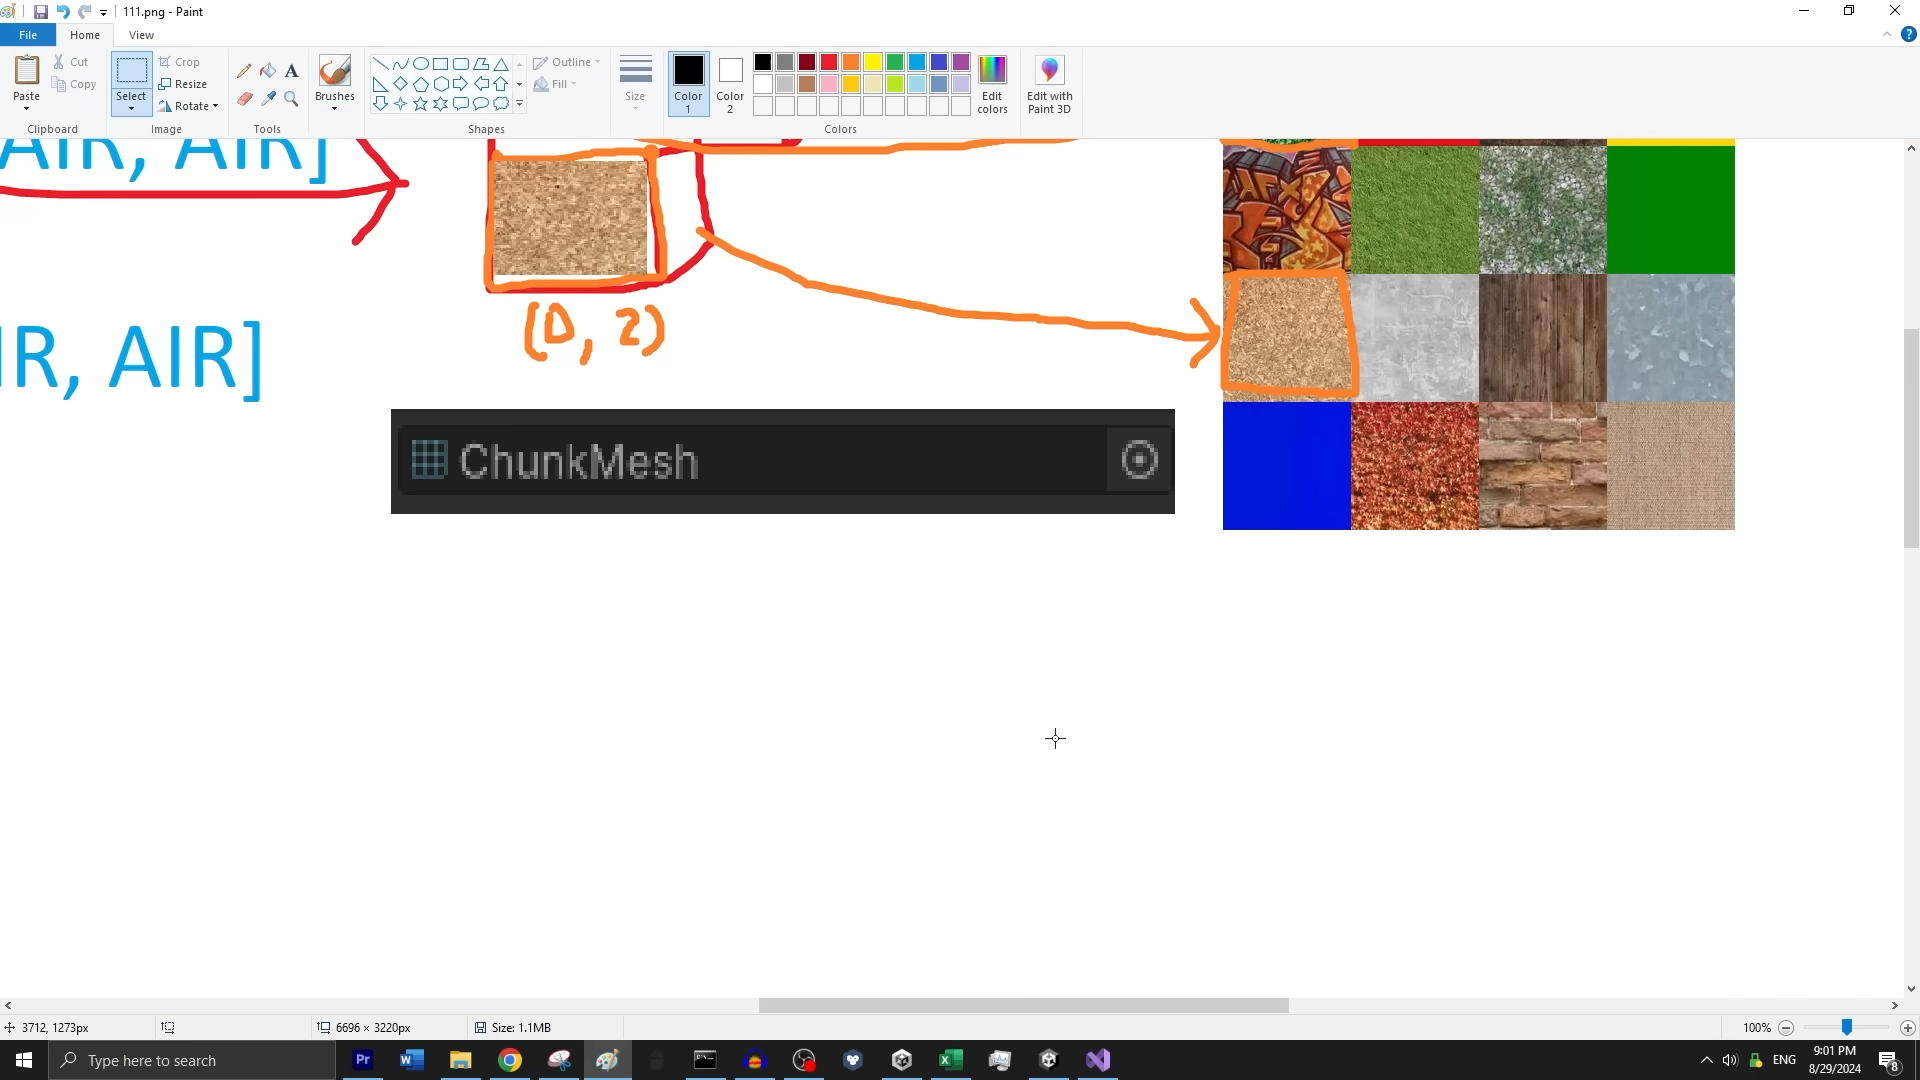 111.png - Paint
File Home View
Paste
Cut
Copy
Clipboard
Select
Crop
Resize
Rotate
Image
Tools
Brushes
Shapes
Outline
Fill
Size
Color 1
Color 2
Edit colors
Colors
Edit with Paint 3D
AIR, AIR]
(0, 2)
IR, AIR]
ChunkMesh
3712, 1273px
6696 × 3220px
Size: 1.1MB
100%
Type here to search
Pr
ENG
9:01 PM
8/29/2024
8